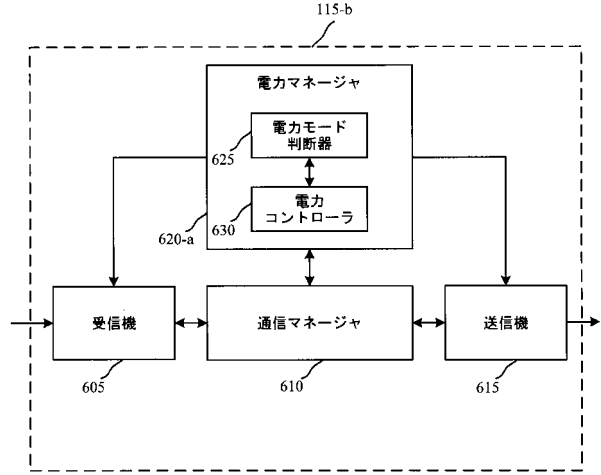 115-b
電力マネージャ
電力モード
判断器
625
電力
コントローラ
630
620-a
受信機
通信マネージャ
送信機
605
610
615